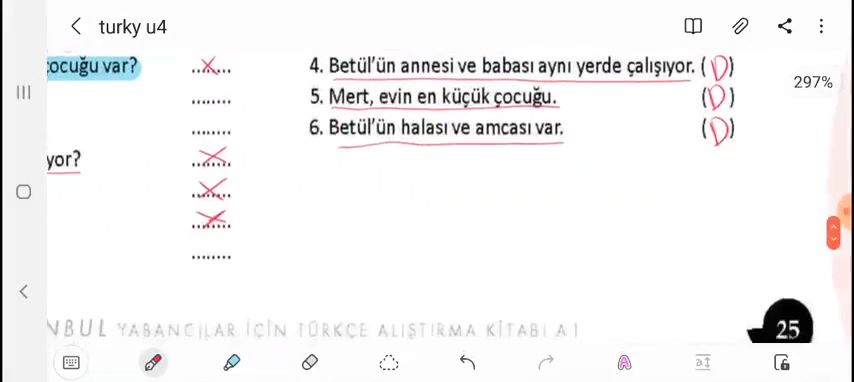 turky u4
297%
çocuğu var? ..X...
........
........
yor? ..X...
..X...
..X...
........
4. Betül'ün annesi ve babası aynı yerde çalışıyor. (D)
5. Mert, evin en küçük çocuğu. (D)
6. Betül'ün halası ve amcası var. (D)
NBUL YABANCILAR İÇİN TÜRKÇE ALIŞTIRMA KİTABI A1
25